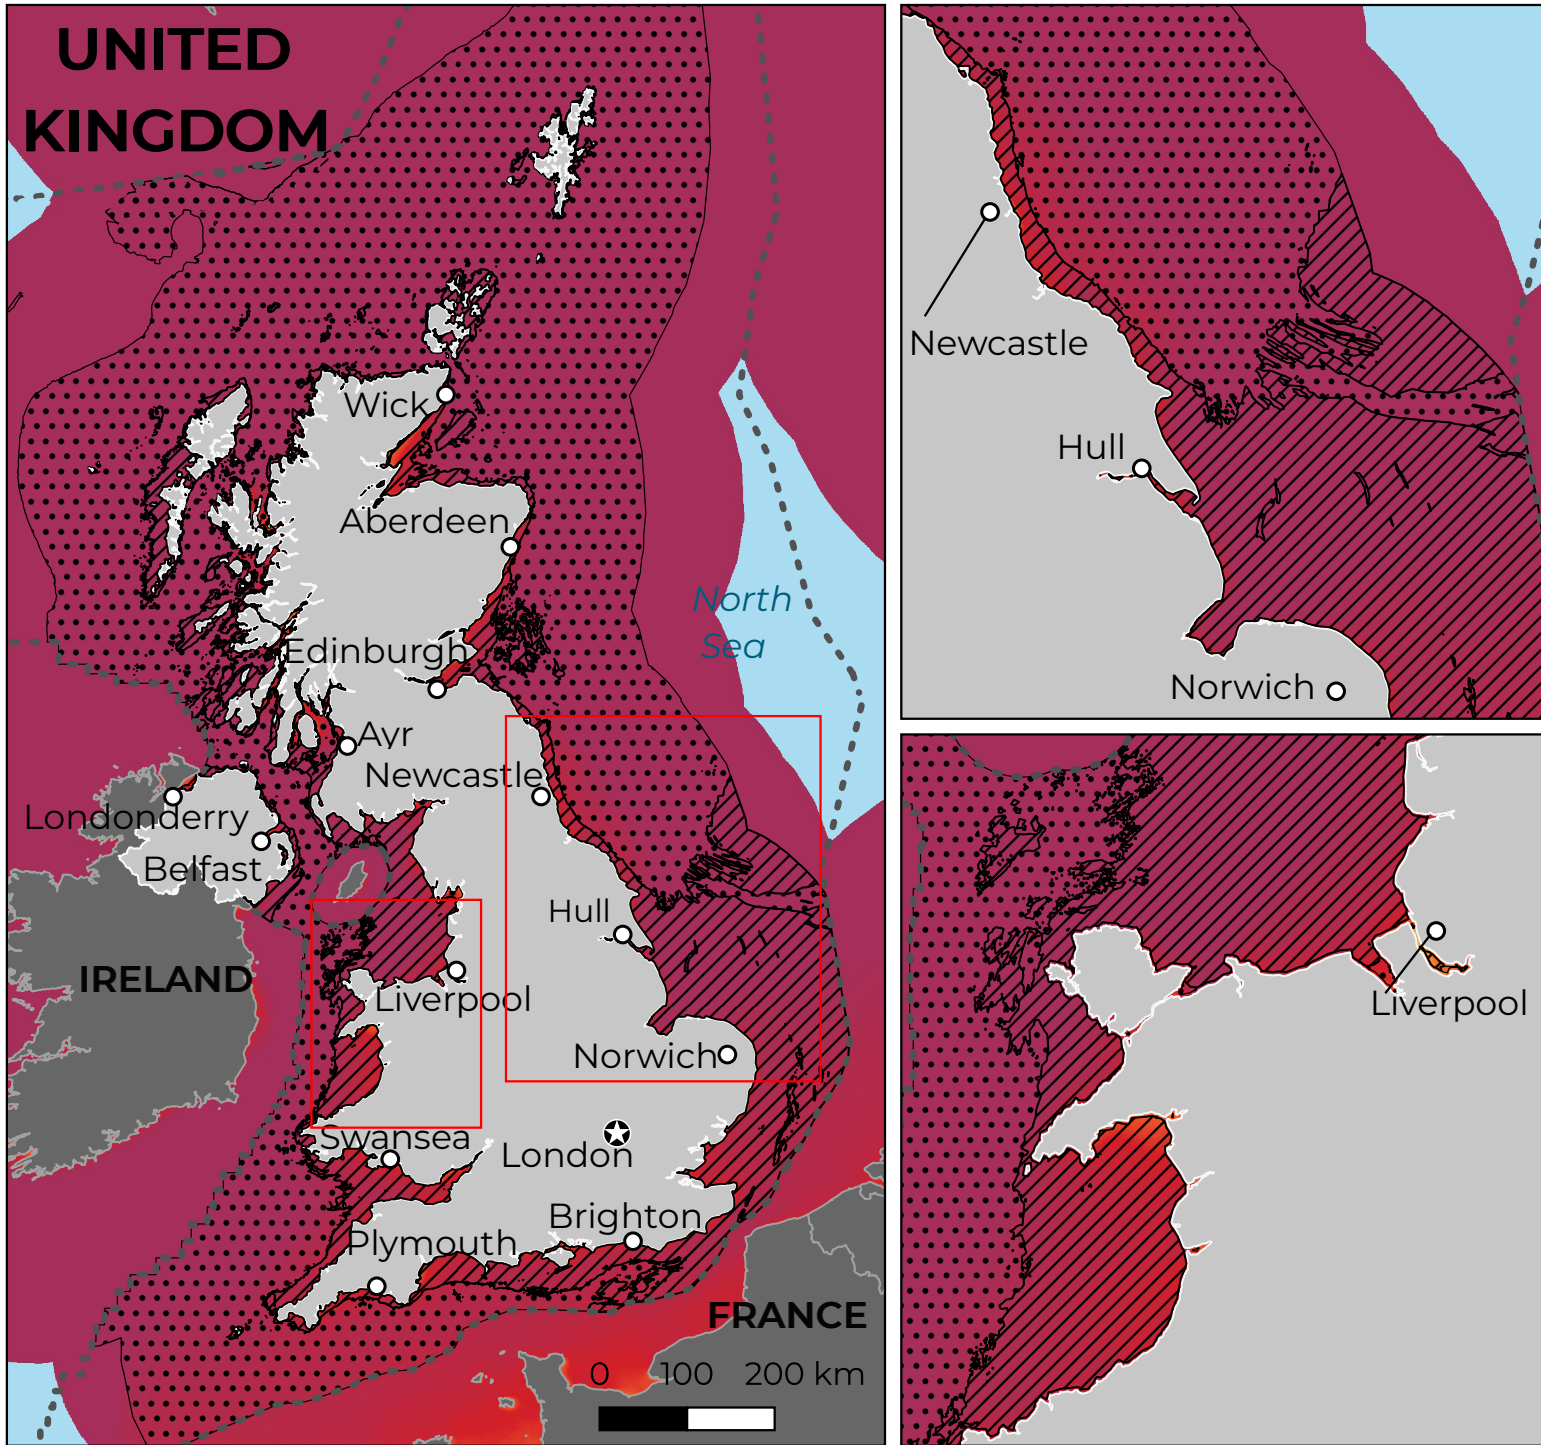 UNITED
KINGDOM
Wick
Aberdeen
North
Sea
Edinburgh
Ayr
Newcastle
Londonderry
Belfast
Hull
IRELAND
Liverpool
Norwich
Swansea
London
Brighton
Plymouth
FRANCE
0 100 200 km
Newcastle
Hull
Norwich
Liverpool